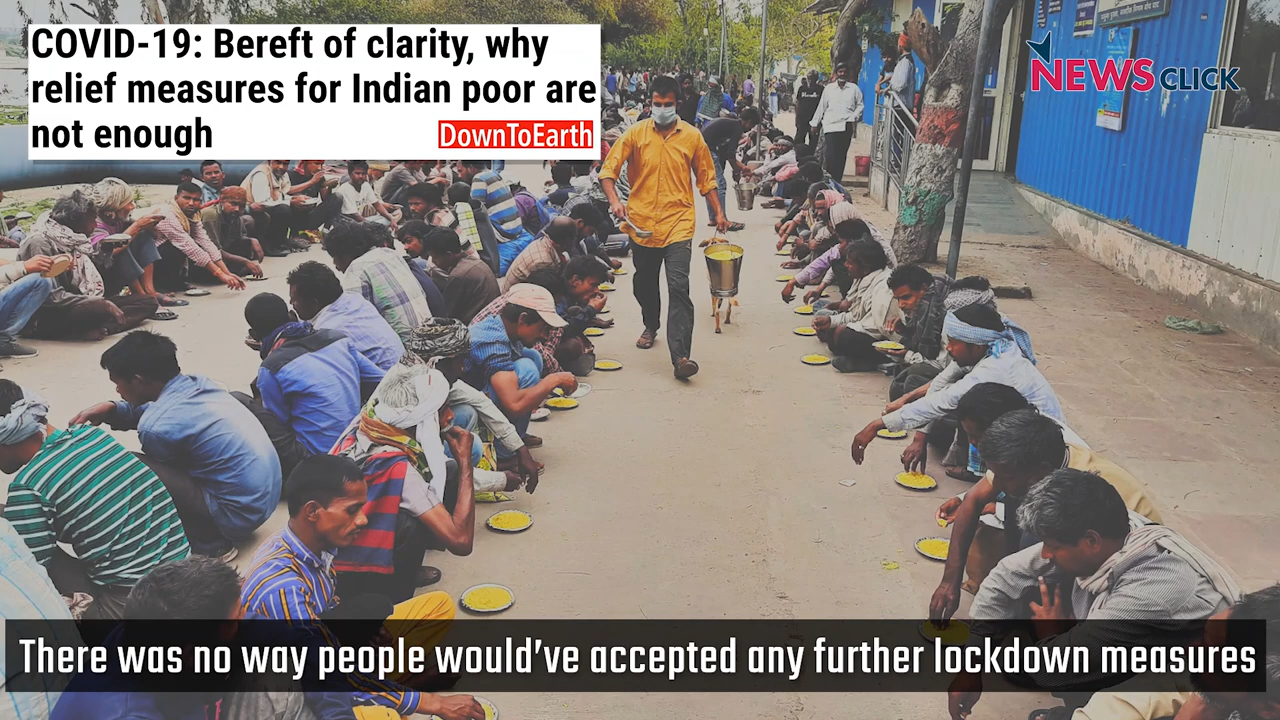 COVID-19: Bereft of clarity, why
relief measures for Indian poor are
not enough
DownToEarth
NEWSCLICK
There was no way people would’ve accepted any further lockdown measures